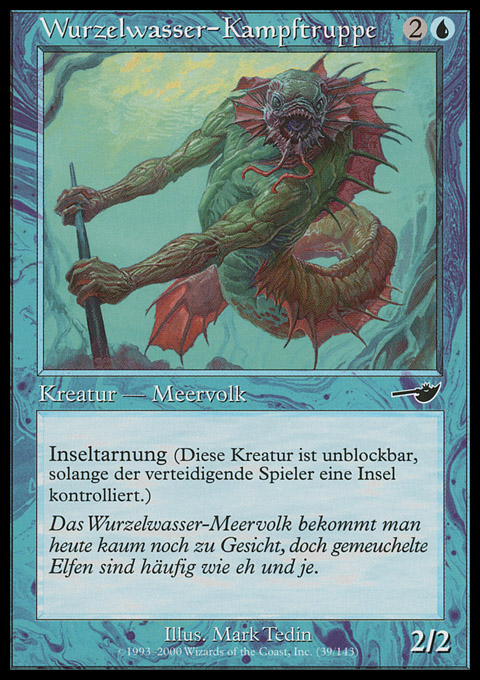 Wurzelwasser-Kampftruppe 2
Kreatur — Meervolk
Inseltarnung (Diese Kreatur ist unblockbar,
solange der verteidigende Spieler eine Insel
kontrolliert.)
Das Wurzelwasser-Meervolk bekommt man
heute kaum noch zu Gesicht, doch gemeuchelte
Elfen sind häufig wie eh und je.
Illus. Mark Tedin
2/2
©1993–2000 Wizards of the Coast, Inc. (39/143)